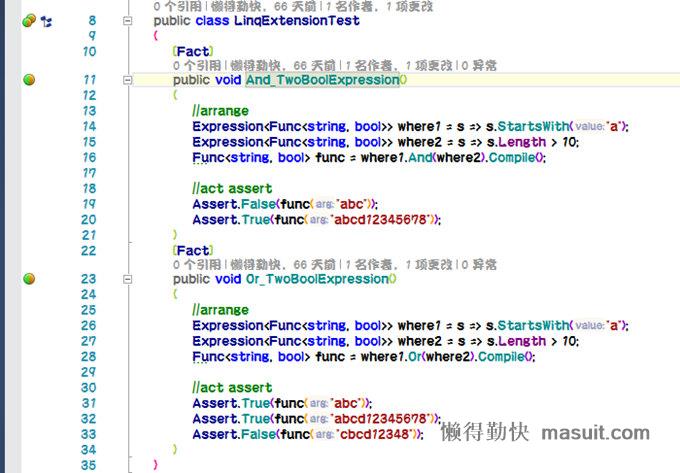 0 个引用 | 懒得勤快，66 天前 | 1 名作者，1 项更改
8 public class LinqExtensionTest
9 {
10 [Fact]
0 个引用 | 懒得勤快，66 天前 | 1 名作者，1 项更改 | 0 异常
11 public void And_TwoBoolExpression()
12 {
13 //arrange
14 Expression<Func<string, bool>> where1 = s => s.StartsWith(value:"a");
15 Expression<Func<string, bool>> where2 = s => s.Length > 10;
16 Func<string, bool> func = where1.And(where2).Compile();
17
18 //act assert
19 Assert.False(func(arg:"abc"));
20 Assert.True(func(arg:"abcd12345678"));
21 }
22 [Fact]
0 个引用 | 懒得勤快，66 天前 | 1 名作者，1 项更改 | 0 异常
23 public void Or_TwoBoolExpression()
24 {
25 //arrange
26 Expression<Func<string, bool>> where1 = s => s.StartsWith(value:"a");
27 Expression<Func<string, bool>> where2 = s => s.Length > 10;
28 Func<string, bool> func = where1.Or(where2).Compile();
29
30 //act assert
31 Assert.True(func(arg:"abc"));
32 Assert.True(func(arg:"abcd12345678"));
33 Assert.False(func(arg:"cbcd12348"));
34 }
35 }
懒得勤快 masuit.com